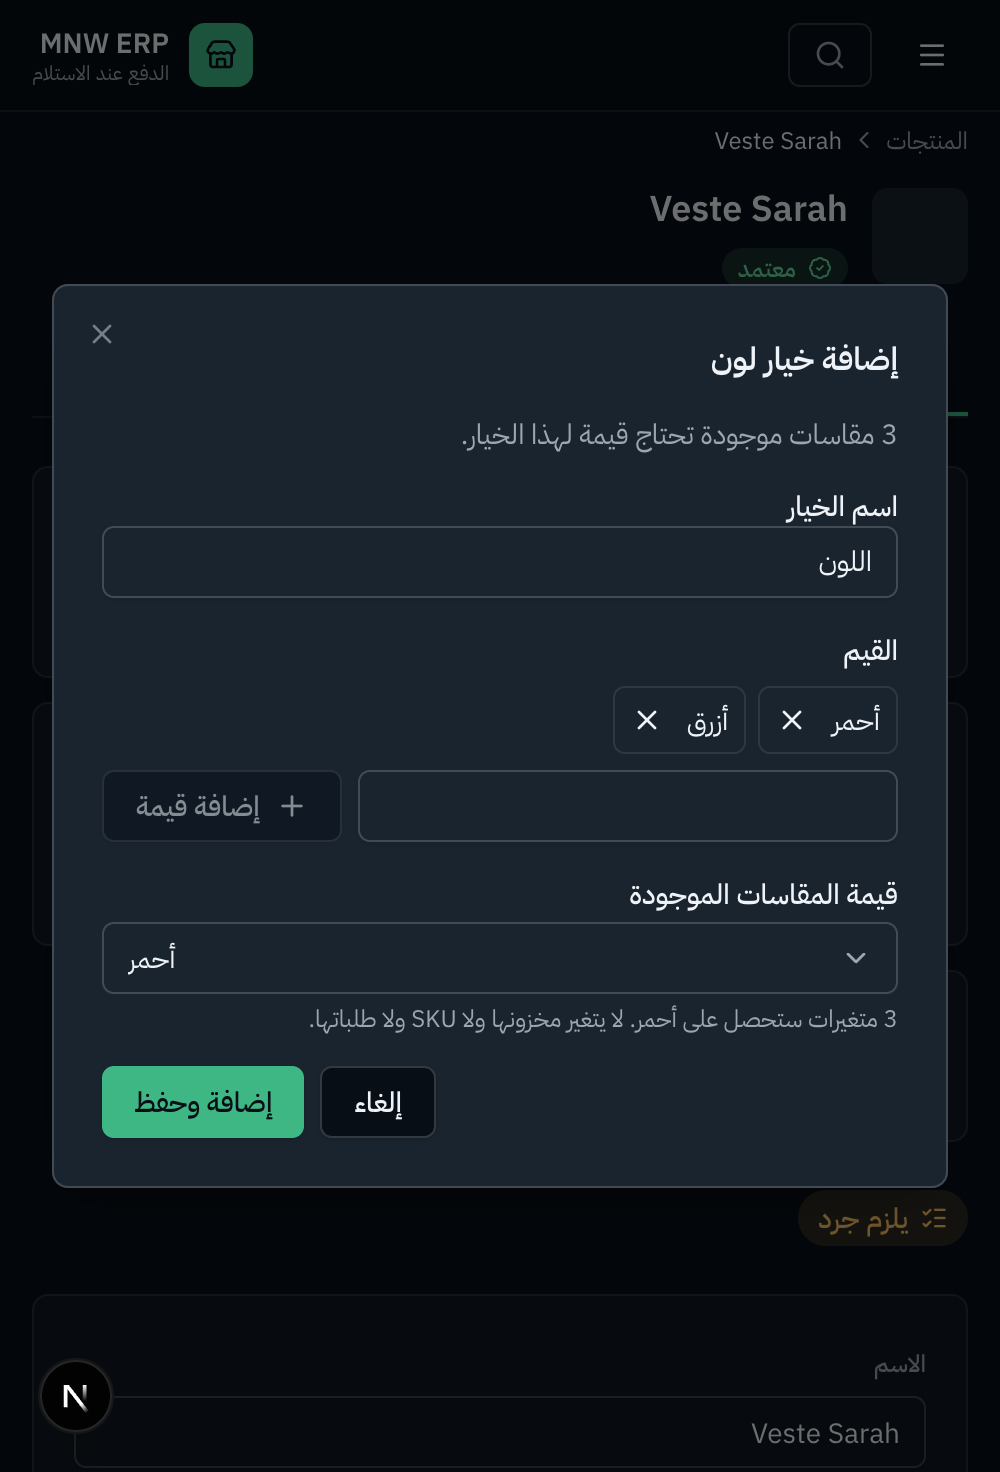 MNW ERP
الدفع عند الاستلام
المنتجات
Veste Sarah
Veste Sarah
معتمد
إضافة خيار لون
3 مقاسات موجودة تحتاج قيمة لهذا الخيار.
اسم الخيار
اللون
القيم
أحمر
أزرق
إضافة قيمة
قيمة المقاسات الموجودة
أحمر
3 متغيرات ستحصل على أحمر. لا يتغير مخزونها ولا SKU ولا طلباتها.
إلغاء
إضافة وحفظ
يلزم جرد
الاسم
Veste Sarah
N